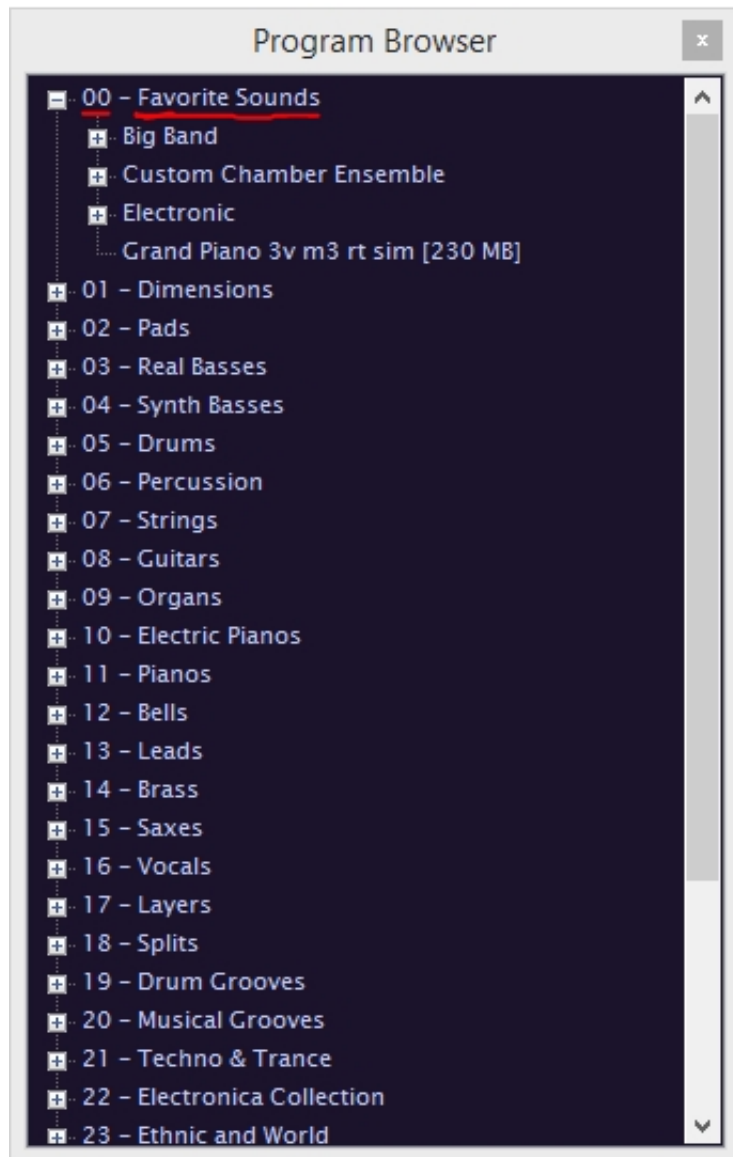 Program Browser
x
00 – Favorite Sounds
Big Band
Custom Chamber Ensemble
Electronic
Grand Piano 3v m3 rt sim [230 MB]
01 – Dimensions
02 – Pads
03 – Real Basses
04 – Synth Basses
05 – Drums
06 – Percussion
07 – Strings
08 – Guitars
09 – Organs
10 – Electric Pianos
11 – Pianos
12 – Bells
13 – Leads
14 – Brass
15 – Saxes
16 – Vocals
17 – Layers
18 – Splits
19 – Drum Grooves
20 – Musical Grooves
21 – Techno & Trance
22 – Electronica Collection
23 – Ethnic and World